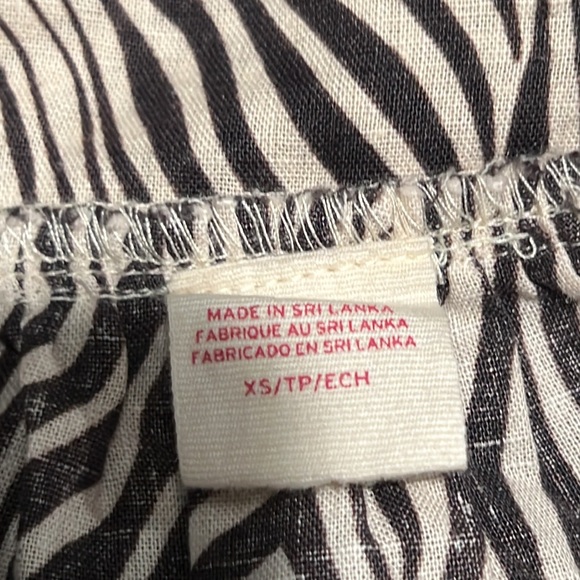 MADE IN SRI LANKA
FABRIQUE AU SRI LANKA
FABRICADO EN SRI LANKA
XS/TP/ECH